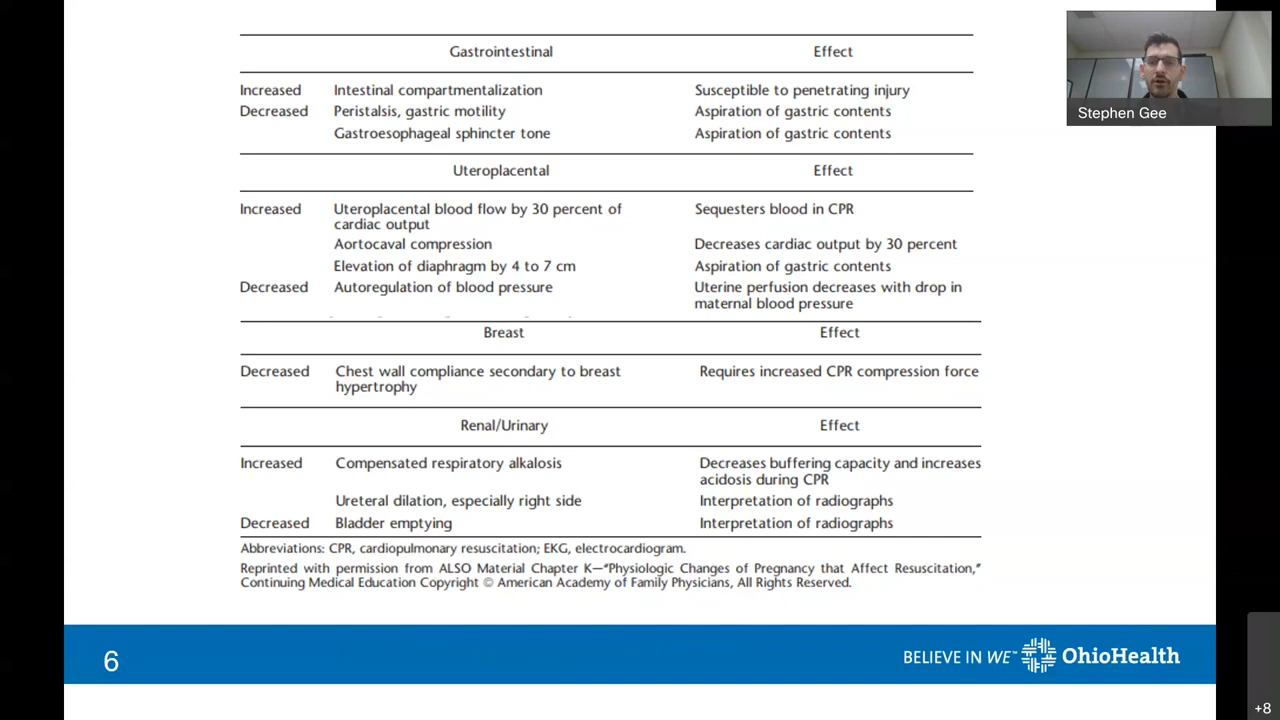 Gastrointestinal Effect
Increased Intestinal compartmentalization Susceptible to penetrating injury
Decreased Peristalsis, gastric motility Aspiration of gastric contents
Gastroesophageal sphincter tone Aspiration of gastric contents
Uteroplacental Effect
Increased Uteroplacental blood flow by 30 percent of Sequesters blood in CPR
cardiac output
Aortocaval compression Decreases cardiac output by 30 percent
Elevation of diaphragm by 4 to 7 cm Aspiration of gastric contents
Decreased Autoregulation of blood pressure Uterine perfusion decreases with drop in
maternal blood pressure
Breast Effect
Decreased Chest wall compliance secondary to breast Requires increased CPR compression force
hypertrophy
Renal/Urinary Effect
Increased Compensated respiratory alkalosis Decreases buffering capacity and increases
acidosis during CPR
Ureteral dilation, especially right side Interpretation of radiographs
Decreased Bladder emptying Interpretation of radiographs
Abbreviations: CPR, cardiopulmonary resuscitation; EKG, electrocardiogram.
Reprinted with permission from ALSO Material Chapter K—“Physiologic Changes of Pregnancy that Affect Resuscitation,”
Continuing Medical Education Copyright © American Academy of Family Physicians, All Rights Reserved.
6
BELIEVE IN WE™ OhioHealth
Stephen Gee
+8